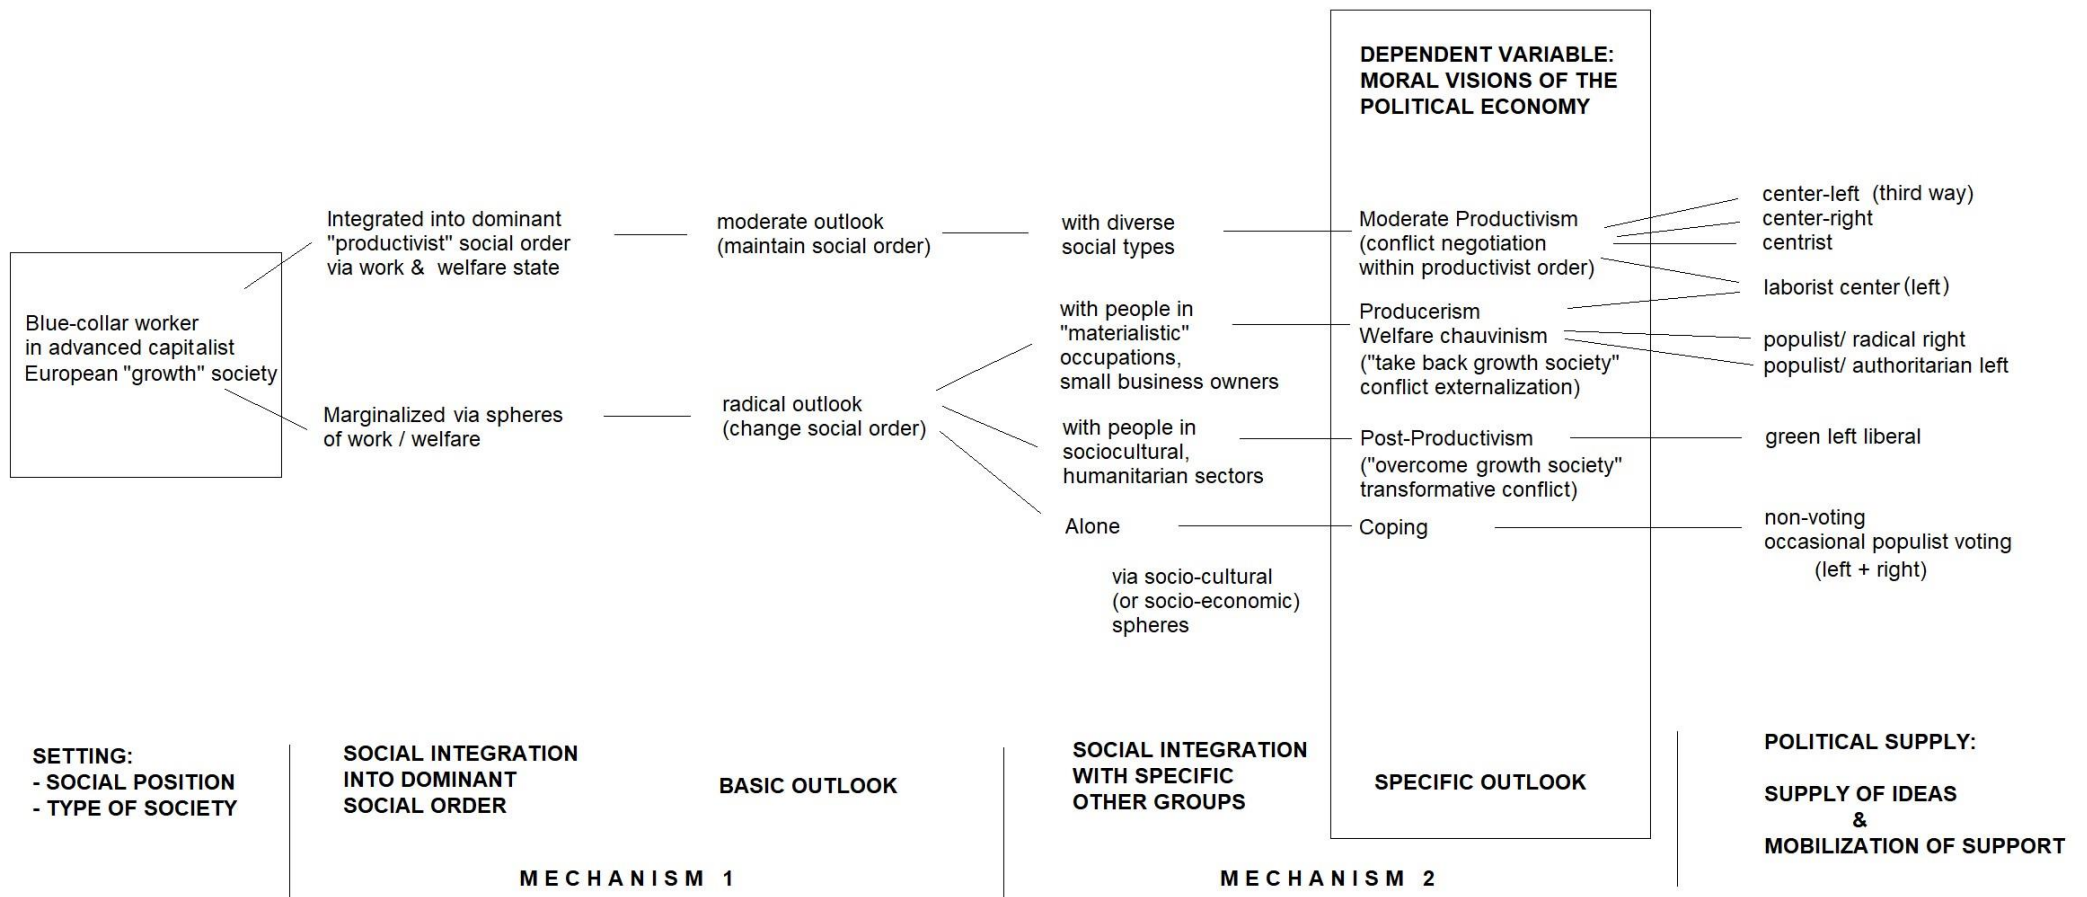 DEPENDENT VARIABLE:
MORAL VISIONS OF THE
POLITICAL ECONOMY
Blue-collar worker
in advanced capitalist
European "growth" society
Integrated into dominant
"productivist" social order
via work & welfare state
Marginalized via spheres
of work / welfare
moderate outlook
(maintain social order)
radical outlook
(change social order)
with diverse
social types
with people in
"materialistic"
occupations,
small business owners
with people in
sociocultural,
humanitarian sectors
Alone
via socio-cultural
(or socio-economic)
spheres
Moderate Productivism
(conflict negotiation
within productivist order)
Producerism
Welfare chauvinism
("take back growth society"
conflict externalization)
Post-Productivism
("overcome growth society"
transformative conflict)
Coping
center-left (third way)
center-right
centrist
laborist center (left)
populist/ radical right
populist/ authoritarian left
green left liberal
non-voting
occasional populist voting
(left + right)
SETTING:
- SOCIAL POSITION
- TYPE OF SOCIETY
SOCIAL INTEGRATION
INTO DOMINANT
SOCIAL ORDER
BASIC OUTLOOK
SOCIAL INTEGRATION
WITH SPECIFIC
OTHER GROUPS
SPECIFIC OUTLOOK
POLITICAL SUPPLY:
SUPPLY OF IDEAS
&
MOBILIZATION OF SUPPORT
MECHANISM 1
MECHANISM 2